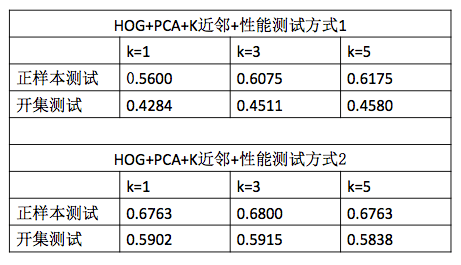 HOG+PCA+K近邻+性能测试方式1
k=1 k=3 k=5
正样本测试 0.5600 0.6075 0.6175
开集测试 0.4284 0.4511 0.4580
HOG+PCA+K近邻+性能测试方式2
k=1 k=3 k=5
正样本测试 0.6763 0.6800 0.6763
开集测试 0.5902 0.5915 0.5838